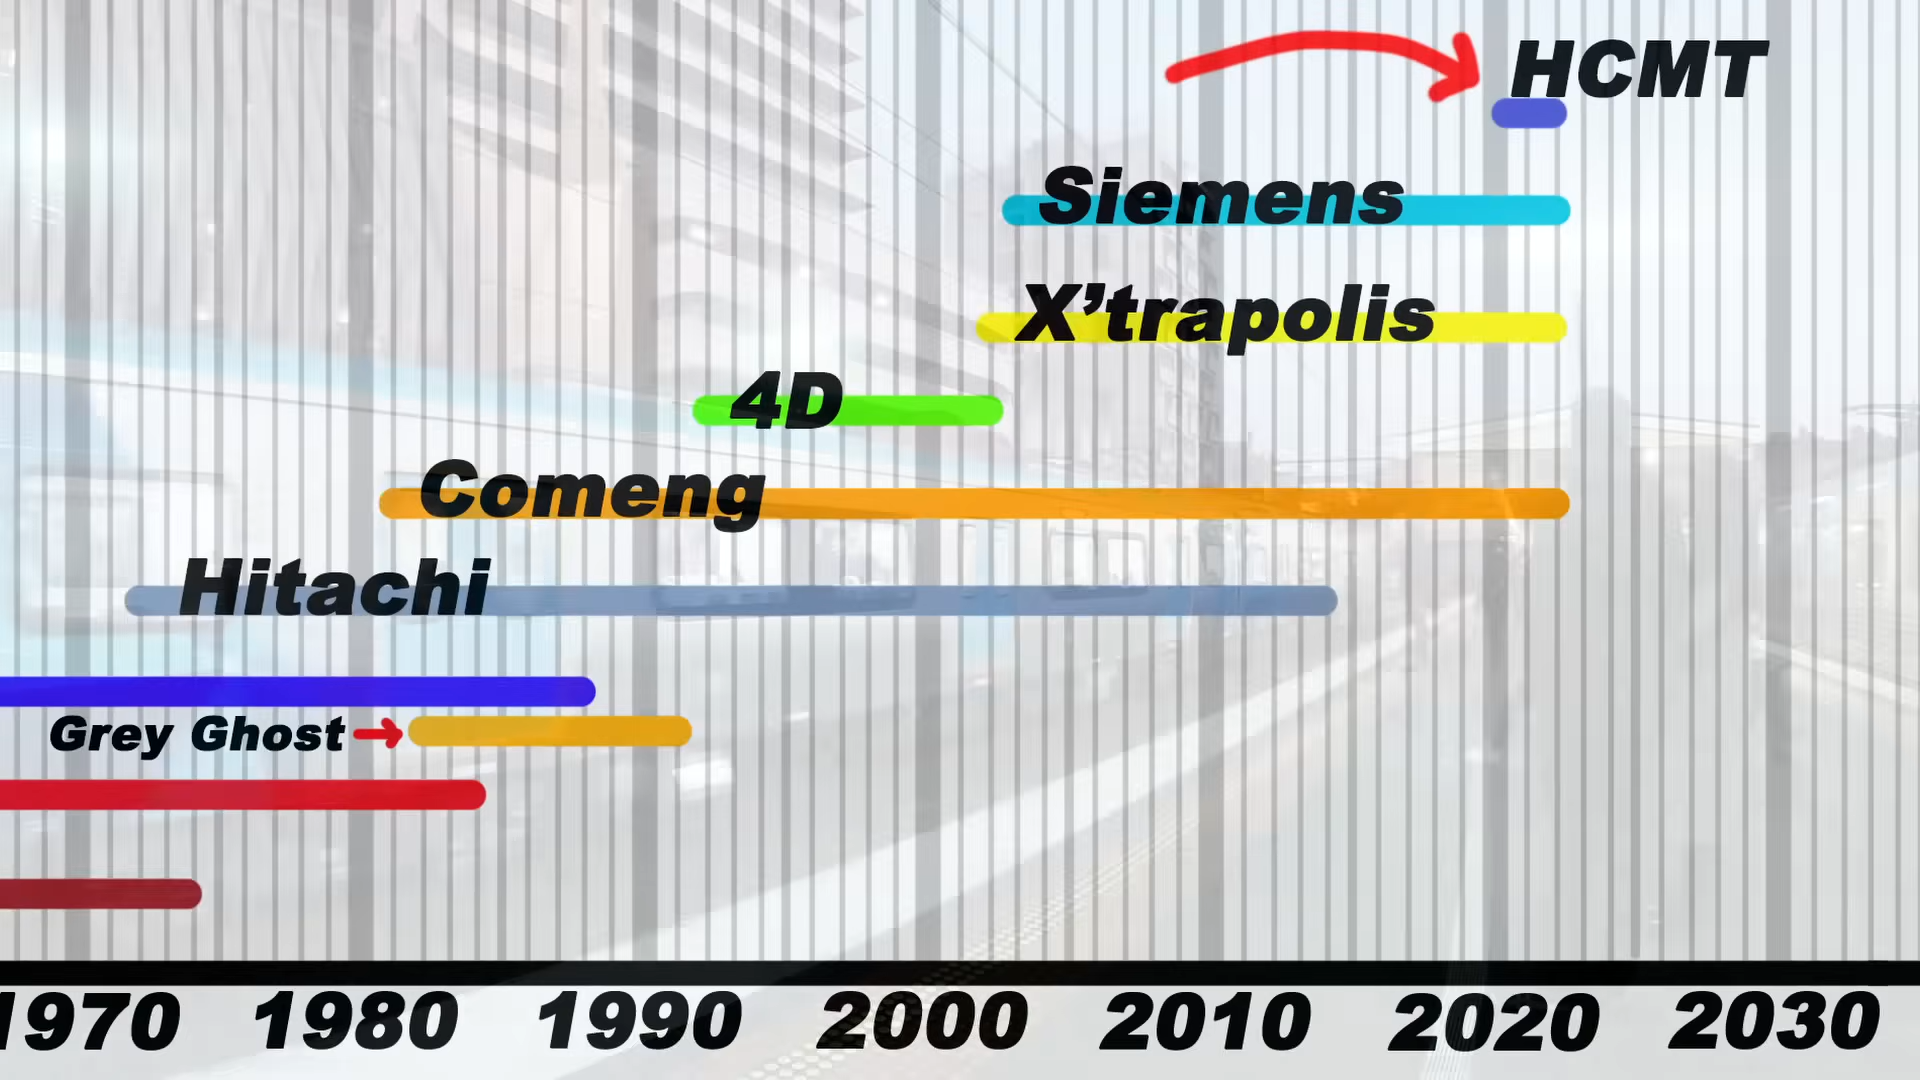 HCMT
Siemens
X'trapolis
4D
Comeng
Hitachi
Grey Ghost
1970 1980 1990 2000 2010 2020 2030